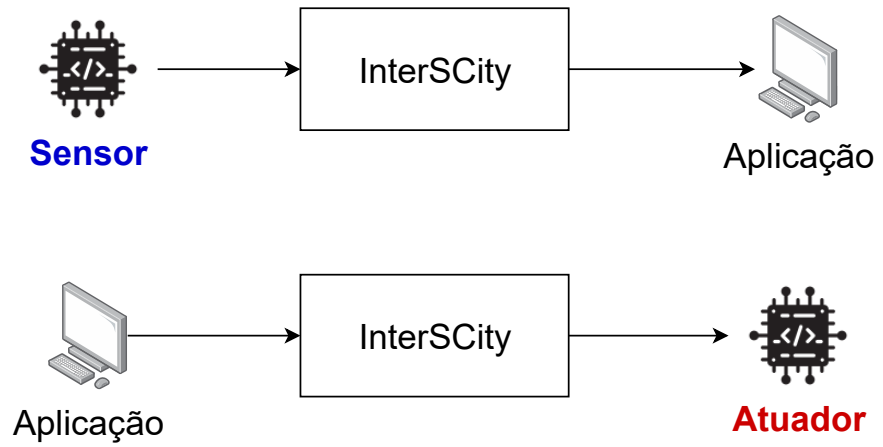 </>
InterSCity
Sensor
Aplicação
InterSCity
</>
Aplicação
Atuador